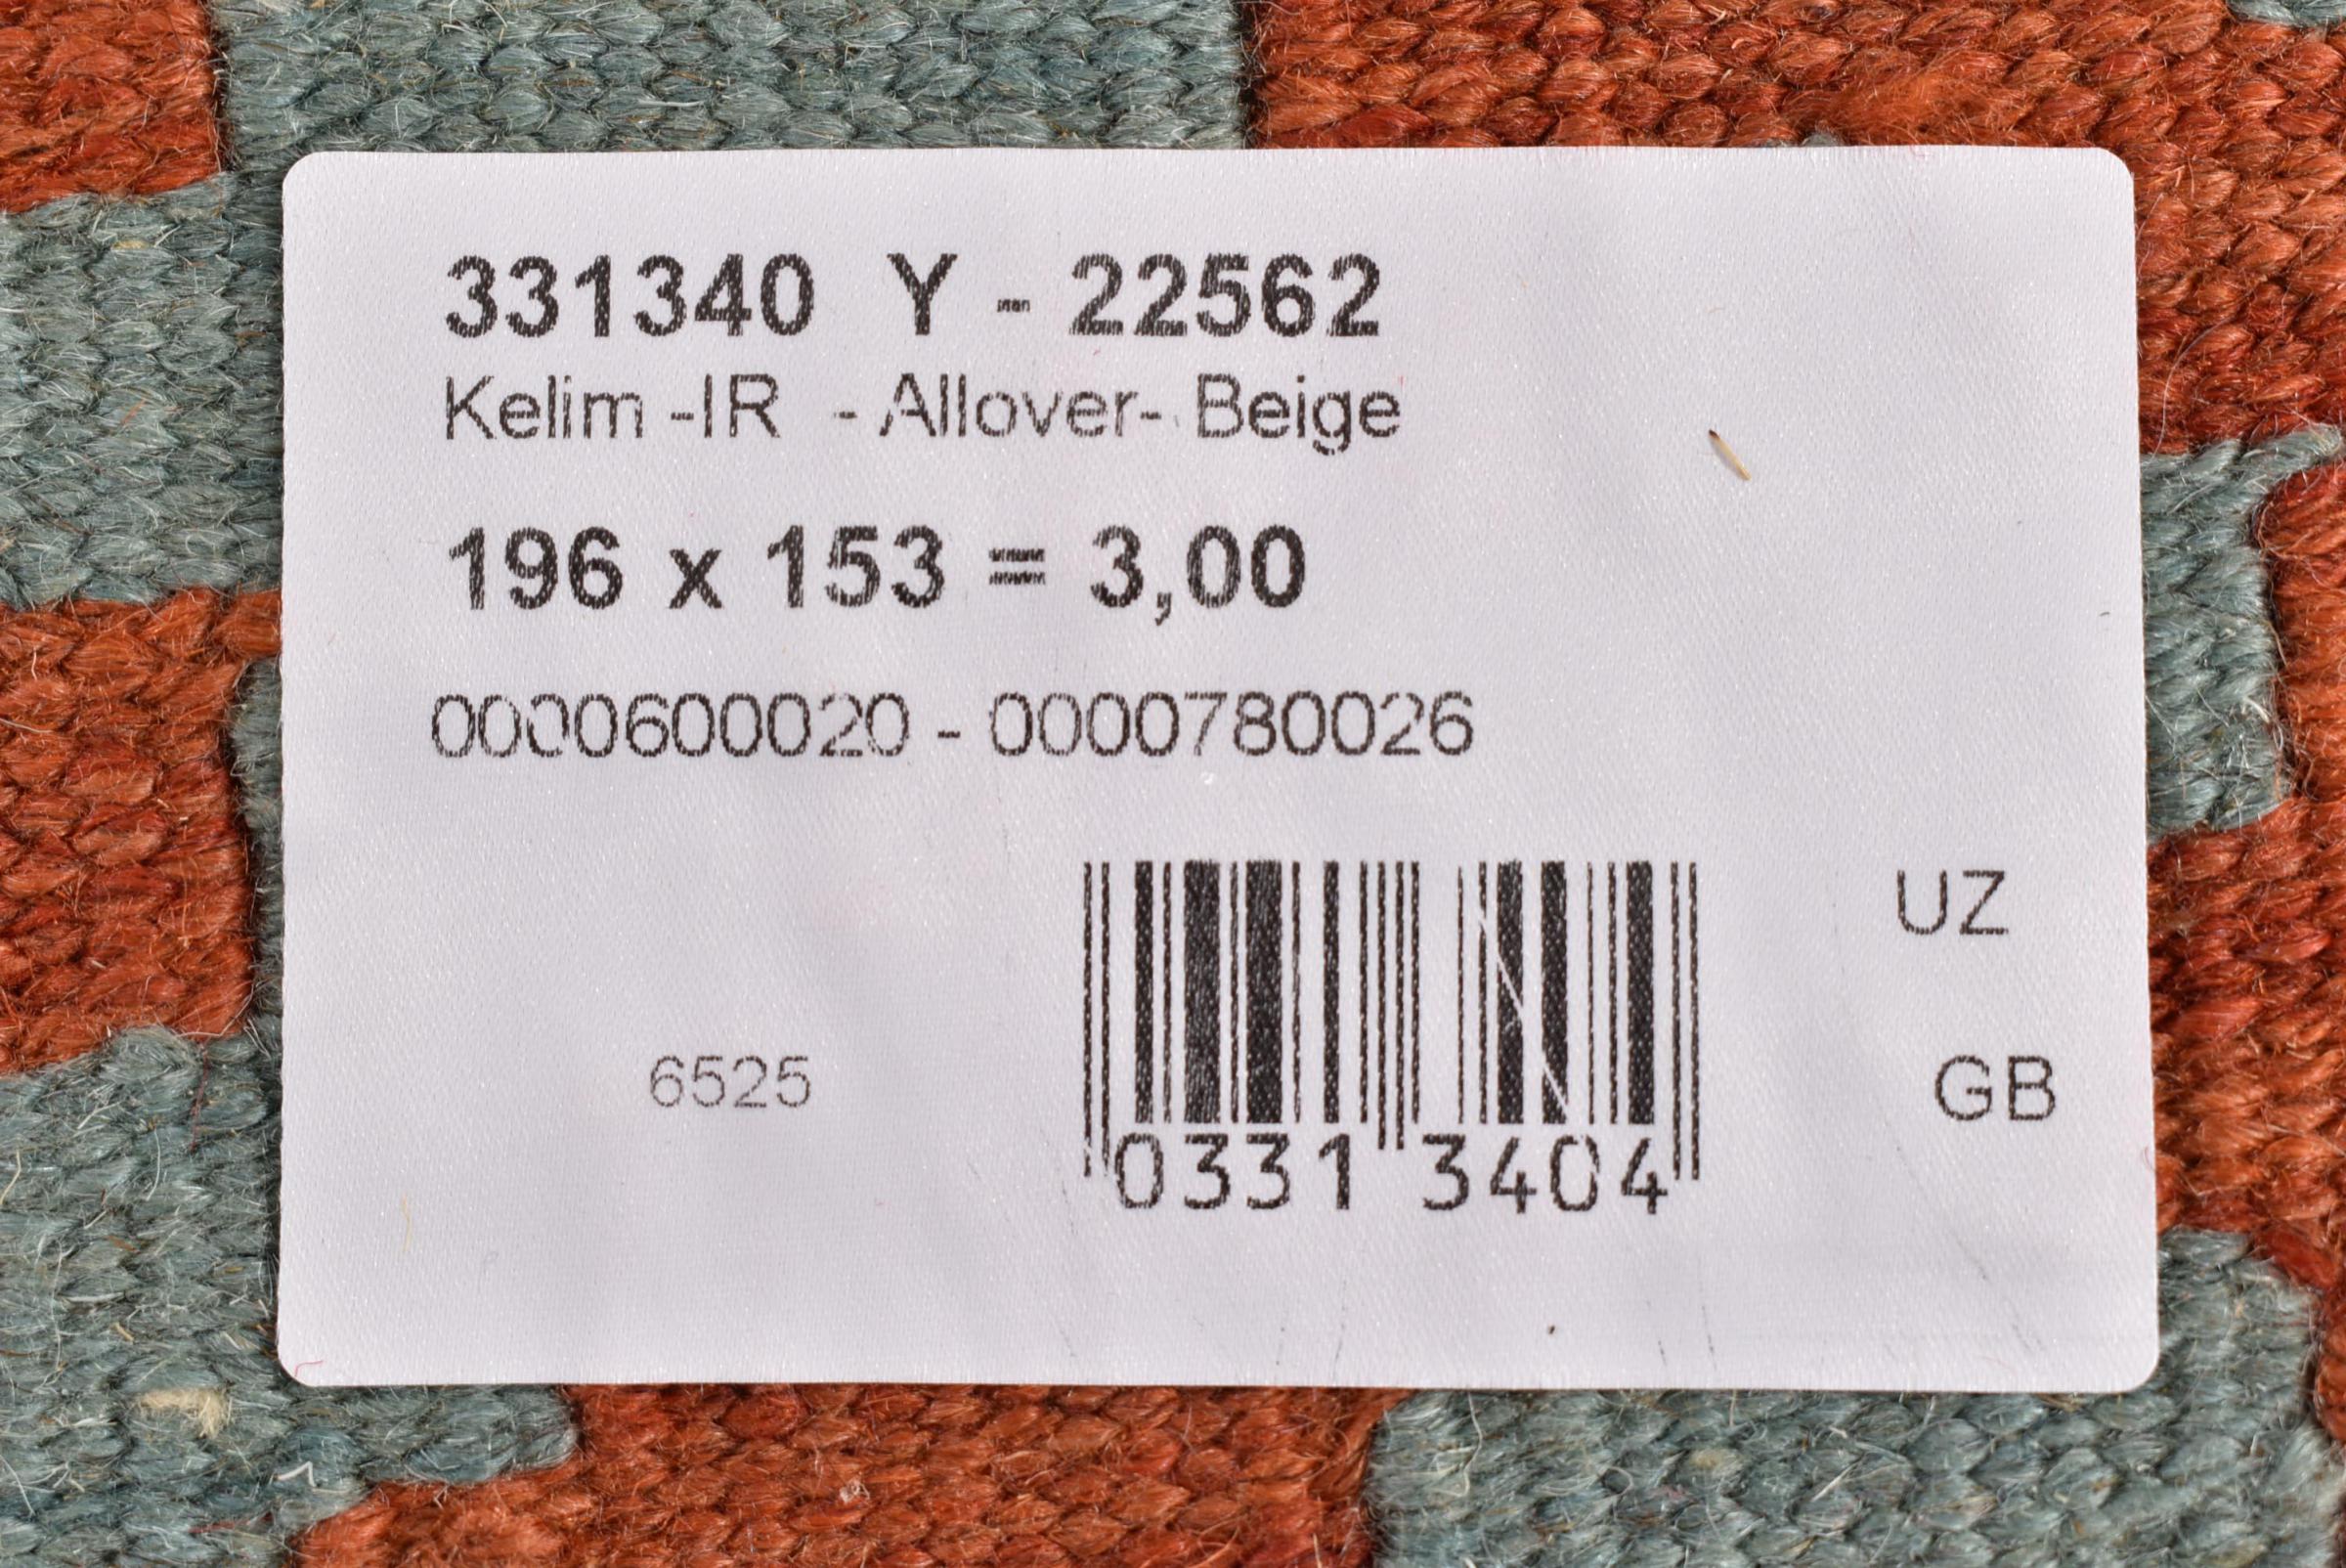 331340 Y - 22562
Kelim -IR - Allover- Beige
196 x 153 = 3,00
0000600020 - 0000780026
UZ
6525
GB
0331 3404